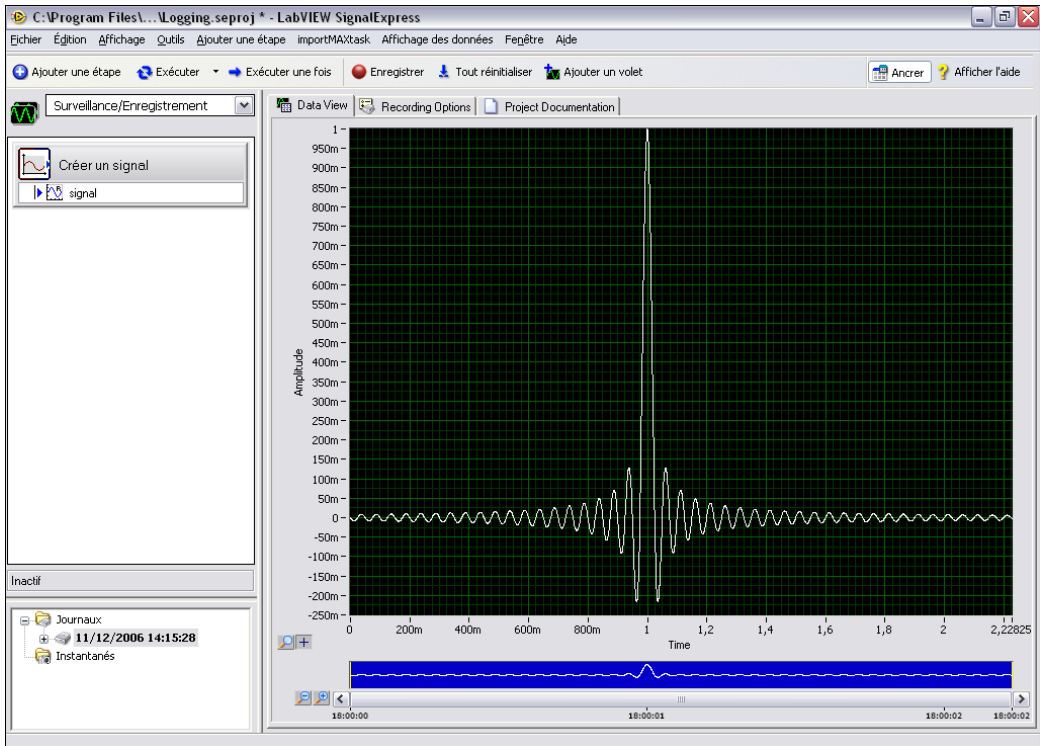 C:\Program Files\...\Logging.seproj * - LabVIEW SignalExpress
Fichier Édition Affichage Outils Ajouter une étape importMAXtask Affichage des données Fenêtre Aide
Ajouter une étape Exécuter Exécuter une fois Enregistrer Tout réinitialiser Ajouter un volet Ancrer Afficher l'aide
Surveillance/Enregistrement
Créer un signal
signal
Inactif
Journaux
11/12/2006 14:15:28
Instantanés
Data View Recording Options Project Documentation
1
950m
900m
850m
800m
750m
700m
650m
600m
550m
500m
450m
400m
350m
300m
250m
200m
150m
100m
50m
0
-50m
-100m
-150m
-200m
-250m
Amplitude
0 200m 400m 600m 800m 1 1,2 1,4 1,6 1,8 2 2,22825
Time
18:00:00 18:00:01 18:00:02 18:00:02